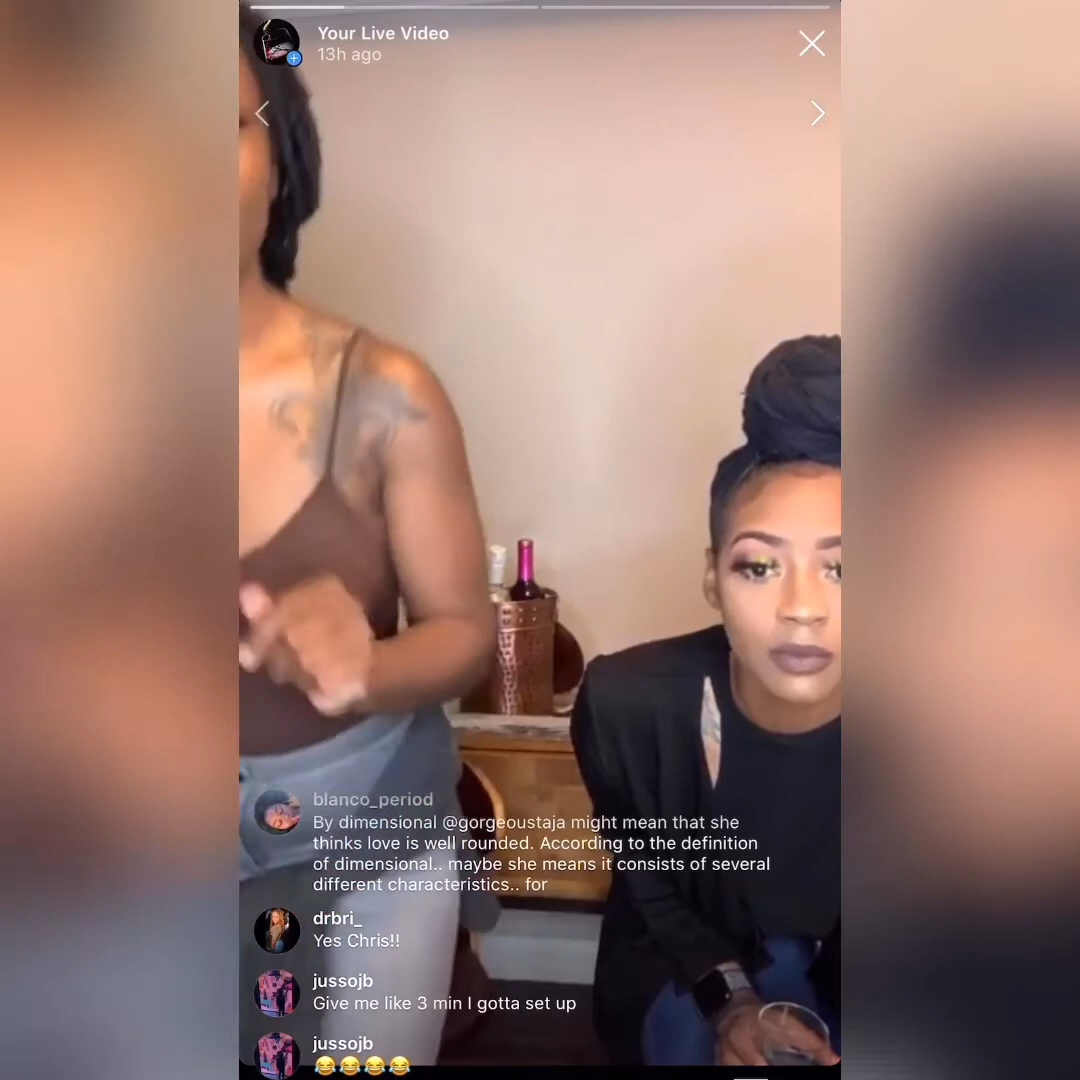 Your Live Video
13h ago
blanco_period
By dimensional @gorgeoustaja might mean that she
thinks love is well rounded. According to the definition
of dimensional.. maybe she means it consists of several
different characteristics.. for
drbri_
Yes Chris!!
jussojb
Give me like 3 min I gotta set up
jussojb
😂😂😂😂